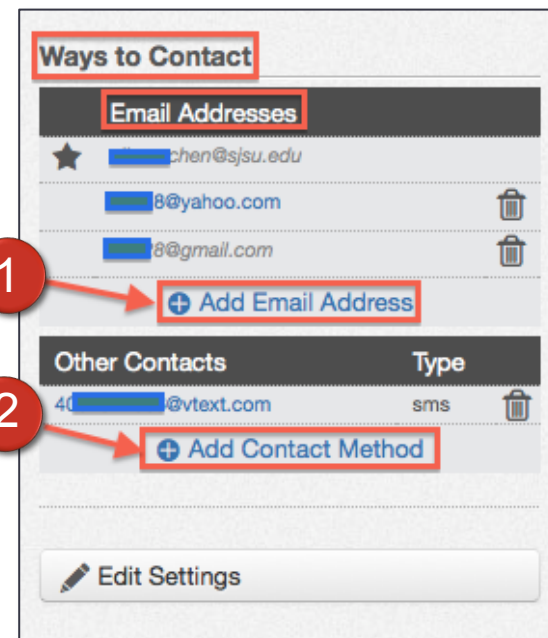 Ways to Contact
Email Addresses
chen@sjsu.edu
8@yahoo.com
8@gmail.com
1
Add Email Address
Other Contacts Type
40 @vtext.com sms
2
Add Contact Method
Edit Settings